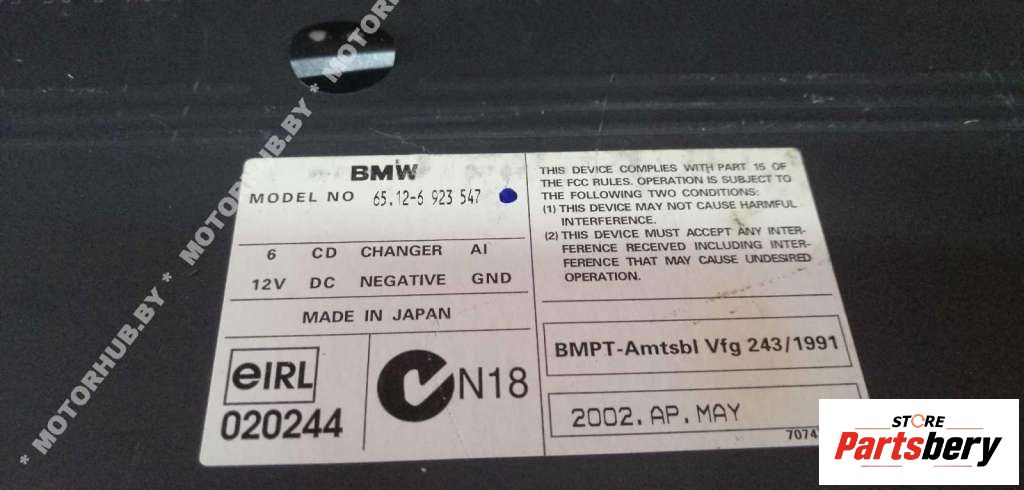 * MOTORHUB.BY * MOTORHUB.BY * MOTORHUB.BY
BMW
MODEL NO 65.12-6 923 547
6 CD CHANGER AI
12V DC NEGATIVE GND
MADE IN JAPAN
eIRL
020244
N18
THIS DEVICE COMPLIES WITH PART 15 OF
THE FCC RULES. OPERATION IS SUBJECT TO
THE FOLLOWING TWO CONDITIONS:
(1) THIS DEVICE MAY NOT CAUSE HARMFUL
INTERFERENCE.
(2) THIS DEVICE MUST ACCEPT ANY INTER-
FERENCE RECEIVED INCLUDING INTER-
FERENCE THAT MAY CAUSE UNDESIRED
OPERATION.
BMPT-Amtsbl Vfg 243/1991
2002. AP. MAY
STORE
Partsbery